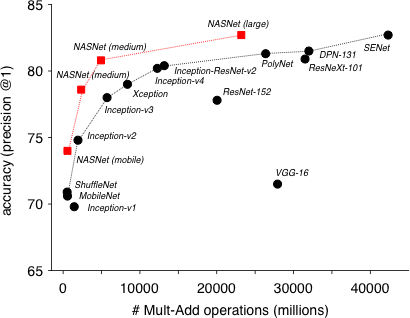 85
80
75
70
65
accuracy (precision @1)
NASNet (large)
NASNet (medium)
SENet
DPN-131
PolyNet
ResNeXt-101
NASNet (medium)
Inception-ResNet-v2
Inception-v4
Xception
ResNet-152
Inception-v3
Inception-v2
NASNet (mobile)
VGG-16
ShuffleNet
MobileNet
Inception-v1
0 10000 20000 30000 40000
# Mult-Add operations (millions)